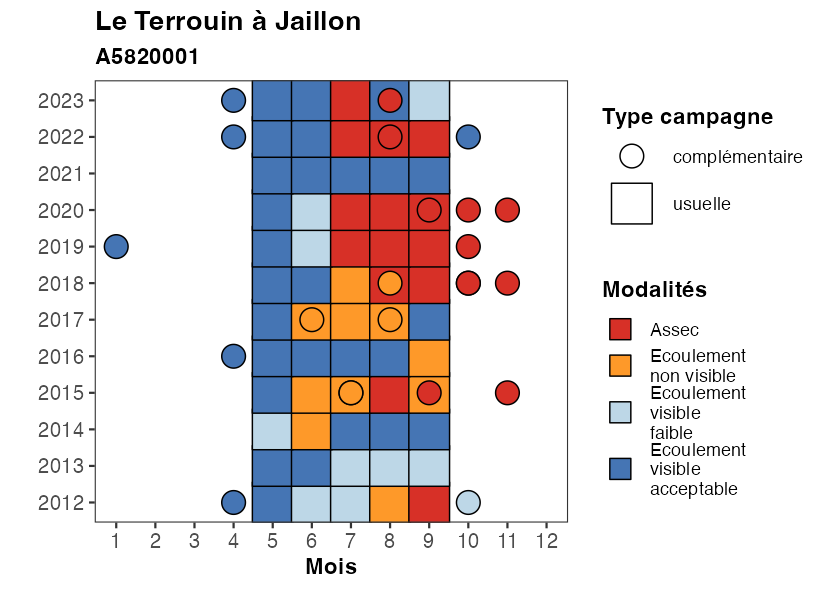 Le Terrouin à Jaillon
A5820001
2023
2022
2021
2020
2019
2018
2017
2016
2015
2014
2013
2012
1 2 3 4 5 6 7 8 9 10 11 12
Mois
Type campagne
complémentaire
usuelle
Modalités
Assec
Ecoulement
non visible
Ecoulement
visible
faible
Ecoulement
visible
acceptable